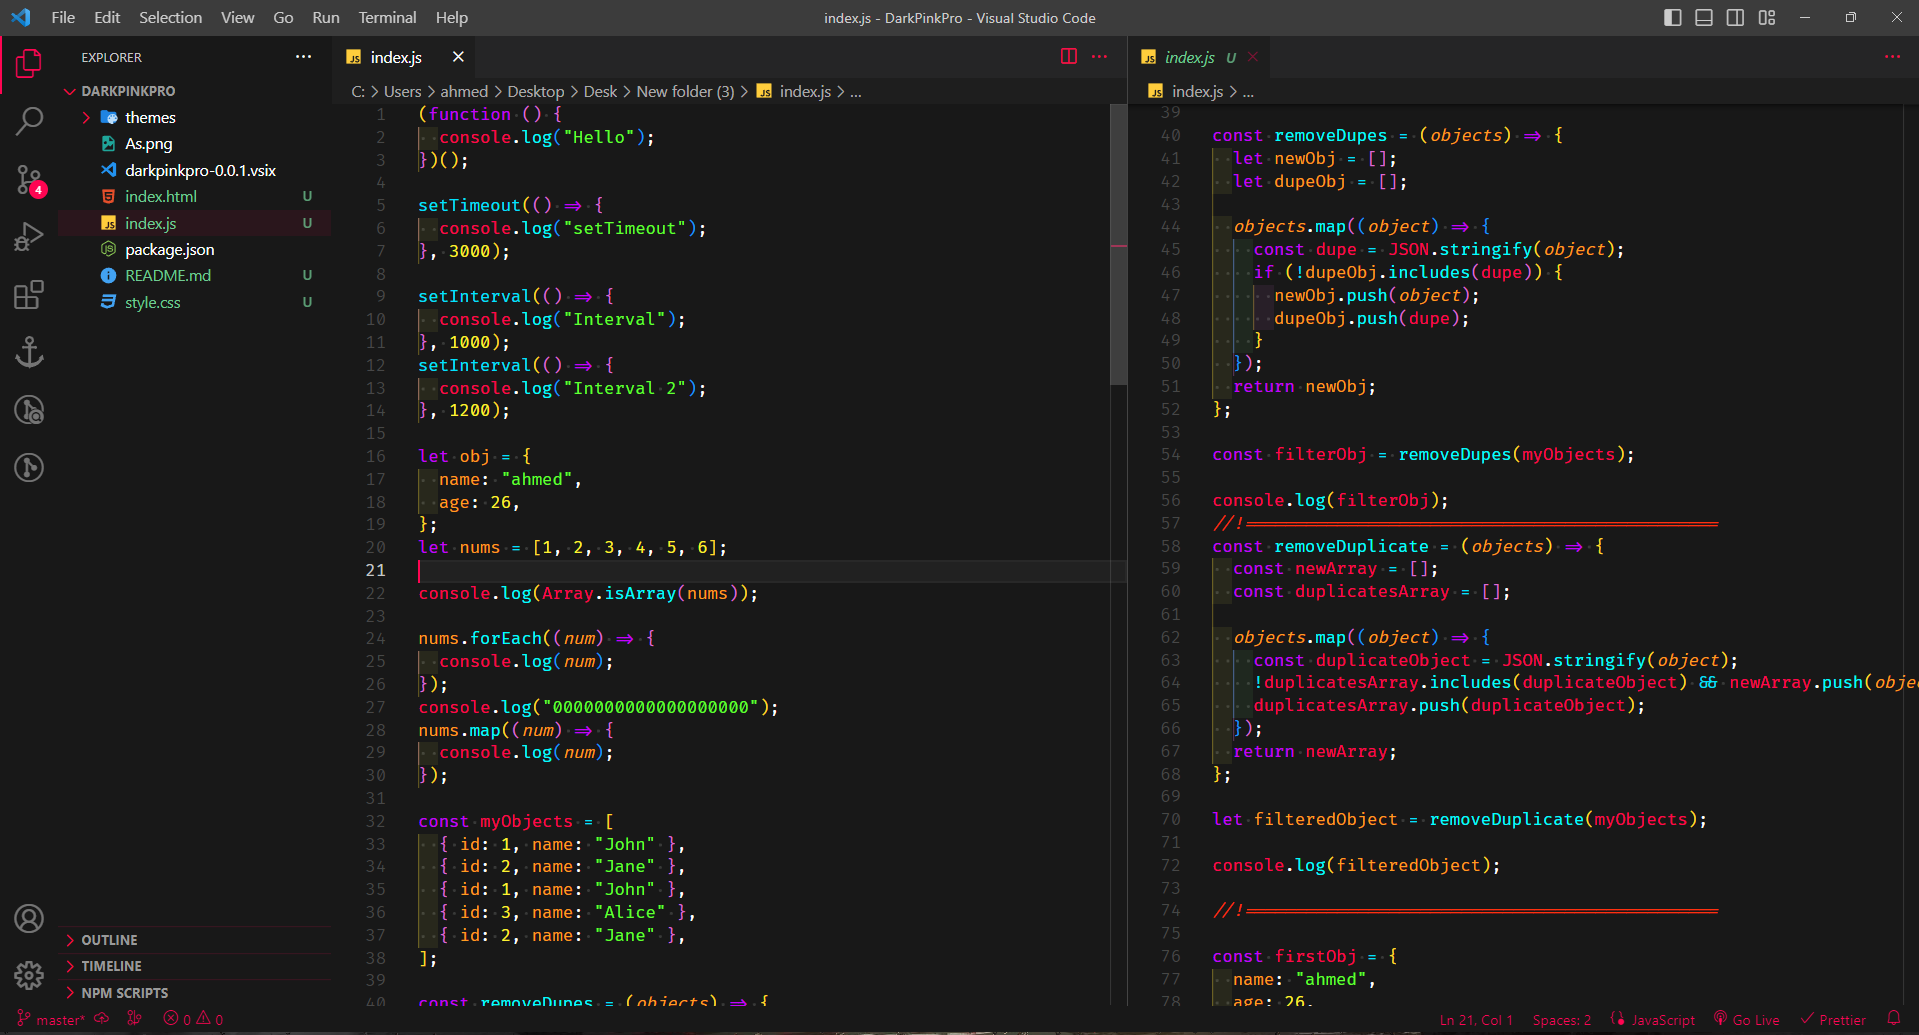 File Edit Selection View Go Run Terminal Help
index.js - DarkPinkPro - Visual Studio Code
EXPLORER
DARKPINKPRO
themes
As.png
darkpinkpro-0.0.1.vsix
index.html U
index.js U
package.json
README.md U
style.css U
OUTLINE
TIMELINE
NPM SCRIPTS
4
index.js
C: > Users > ahmed > Desktop > Desk > New folder (3) > index.js > ...
1 (function () {
2 console.log("Hello");
3 })();
4
5 setTimeout(() => {
6 console.log("setTimeout");
7 }, 3000);
8
9 setInterval(() => {
10 console.log("Interval");
11 }, 1000);
12 setInterval(() => {
13 console.log("Interval 2");
14 }, 1200);
15
16 let obj = {
17 name: "ahmed",
18 age: 26,
19 };
20 let nums = [1, 2, 3, 4, 5, 6];
21
22 console.log(Array.isArray(nums));
23
24 nums.forEach((num) => {
25 console.log(num);
26 });
27 console.log("0000000000000000000");
28 nums.map((num) => {
29 console.log(num);
30 });
31
32 const myObjects = [
33 { id: 1, name: "John" },
34 { id: 2, name: "Jane" },
35 { id: 1, name: "John" },
36 { id: 3, name: "Alice" },
37 { id: 2, name: "Jane" },
38 ];
39
40 const removeDupes = (objects) => {
index.js U
index.js > ...
39
40 const removeDupes = (objects) => {
41 let newObj = [];
42 let dupeObj = [];
43
44 objects.map((object) => {
45 const dupe = JSON.stringify(object);
46 if (!dupeObj.includes(dupe)) {
47 newObj.push(object);
48 dupeObj.push(dupe);
49 }
50 });
51 return newObj;
52 };
53
54 const filterObj = removeDupes(myObjects);
55
56 console.log(filterObj);
57 //!==============================================
58 const removeDuplicate = (objects) => {
59 const newArray = [];
60 const duplicatesArray = [];
61
62 objects.map((object) => {
63 const duplicateObject = JSON.stringify(object);
64 !duplicatesArray.includes(duplicateObject) && newArray.push(obje
65 duplicatesArray.push(duplicateObject);
66 });
67 return newArray;
68 };
69
70 let filteredObject = removeDuplicate(myObjects);
71
72 console.log(filteredObject);
73
74 //!==============================================
75
76 const firstObj = {
77 name: "ahmed",
78 age: 26,
master* 0 0
Ln 21, Col 1 Spaces: 2 JavaScript Go Live Prettier